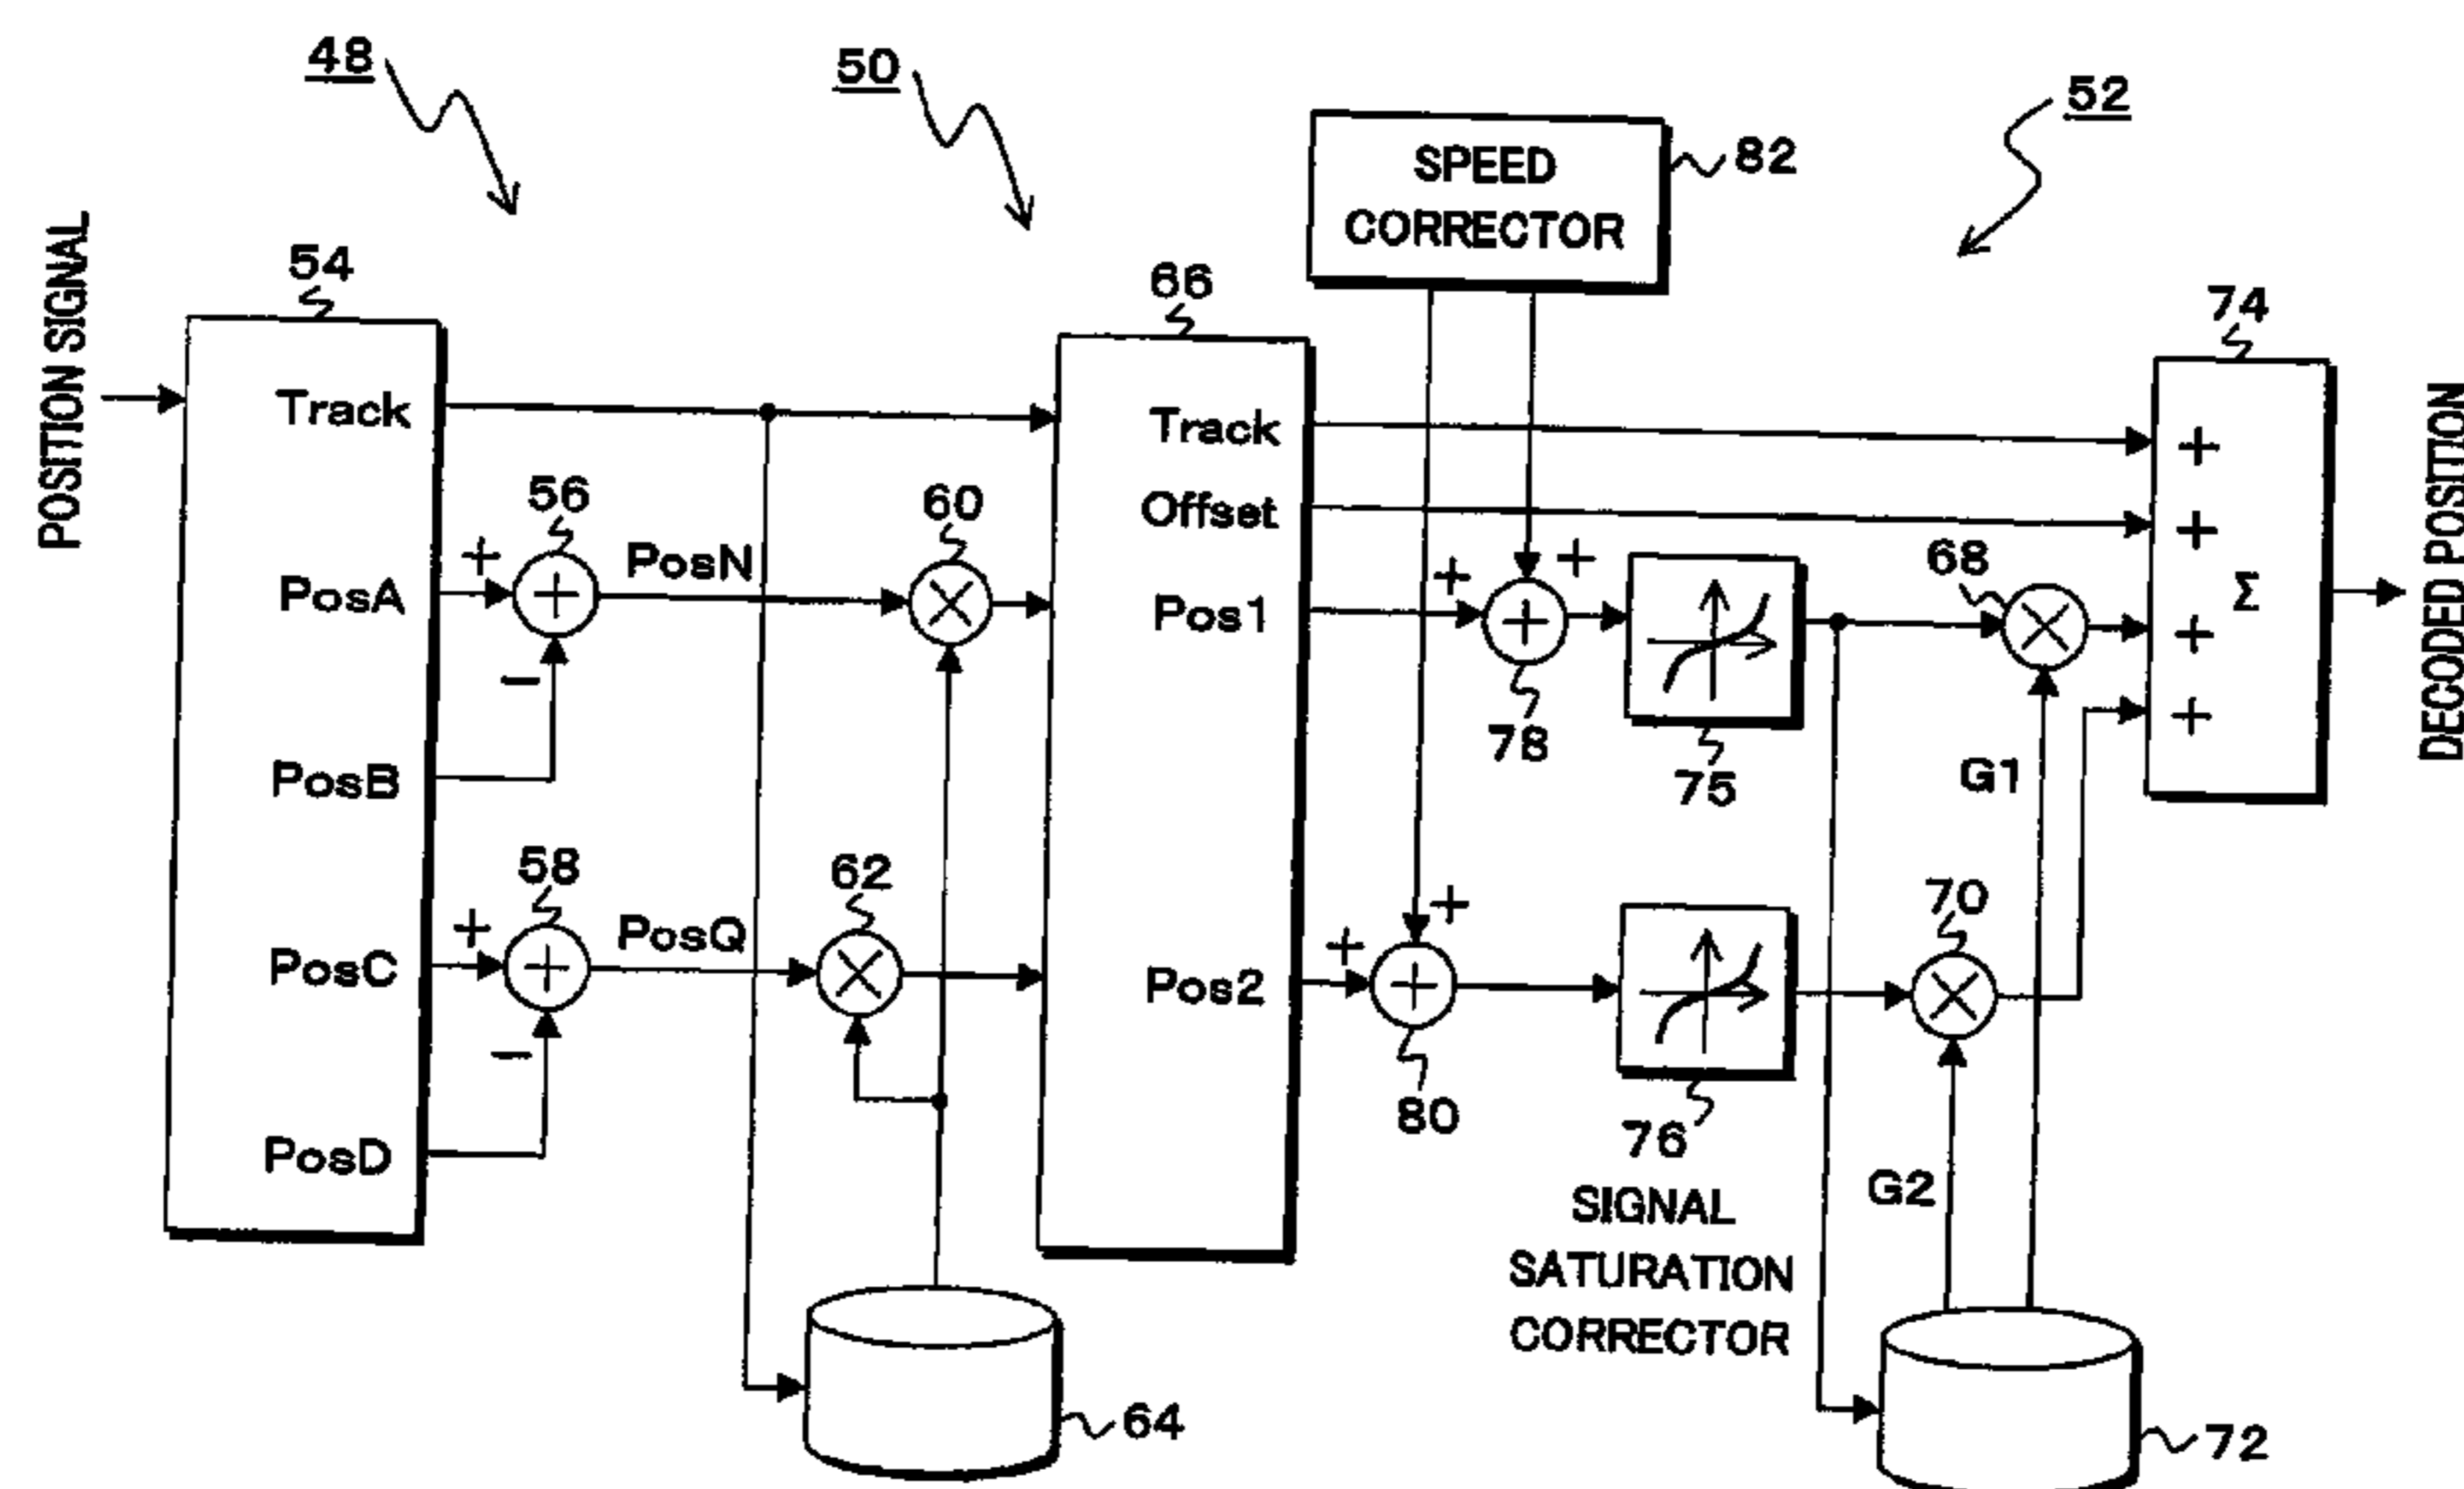 48
50
52
SPEED
CORRECTOR
82
POSITION SIGNAL
54
66
74
Track
Track
+
56
60
Offset
+
68
+
PosN
+
+
PosA
Pos1
+
Σ
DECODED POSITION
−
+
78
PosB
75
G1
58
62
+
70
+
PosQ
+
PosC
Pos2
−
80
76
PosD
SIGNAL
SATURATION
CORRECTOR
G2
64
72